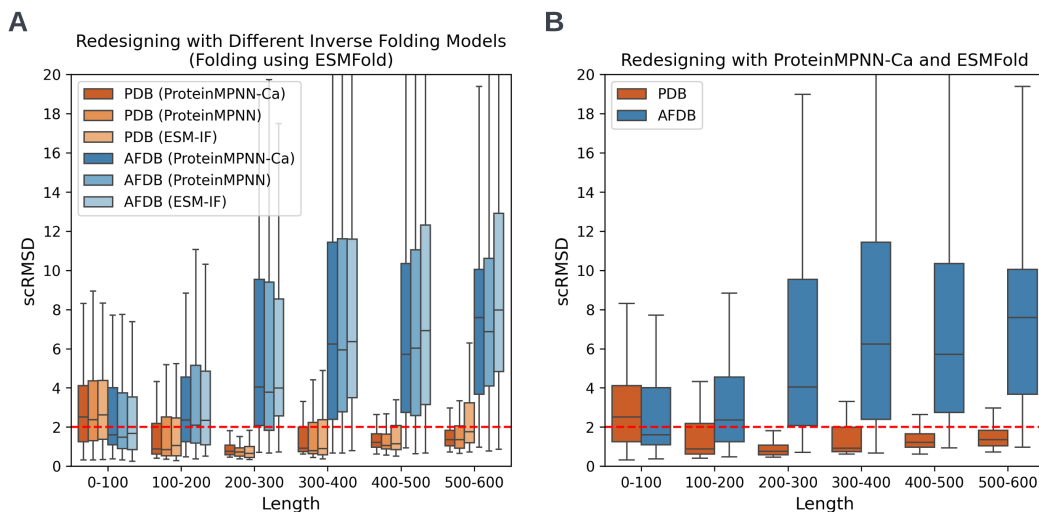 A
Redesigning with Different Inverse Folding Models
(Folding using ESMFold)
scRMSD
20
18
16
14
12
10
8
6
4
2
0
PDB (ProteinMPNN-Ca)
PDB (ProteinMPNN)
PDB (ESM-IF)
AFDB (ProteinMPNN-Ca)
AFDB (ProteinMPNN)
AFDB (ESM-IF)
0-100 100-200 200-300 300-400 400-500 500-600
Length
B
Redesigning with ProteinMPNN-Ca and ESMFold
scRMSD
20
18
16
14
12
10
8
6
4
2
0
PDB
AFDB
0-100 100-200 200-300 300-400 400-500 500-600
Length